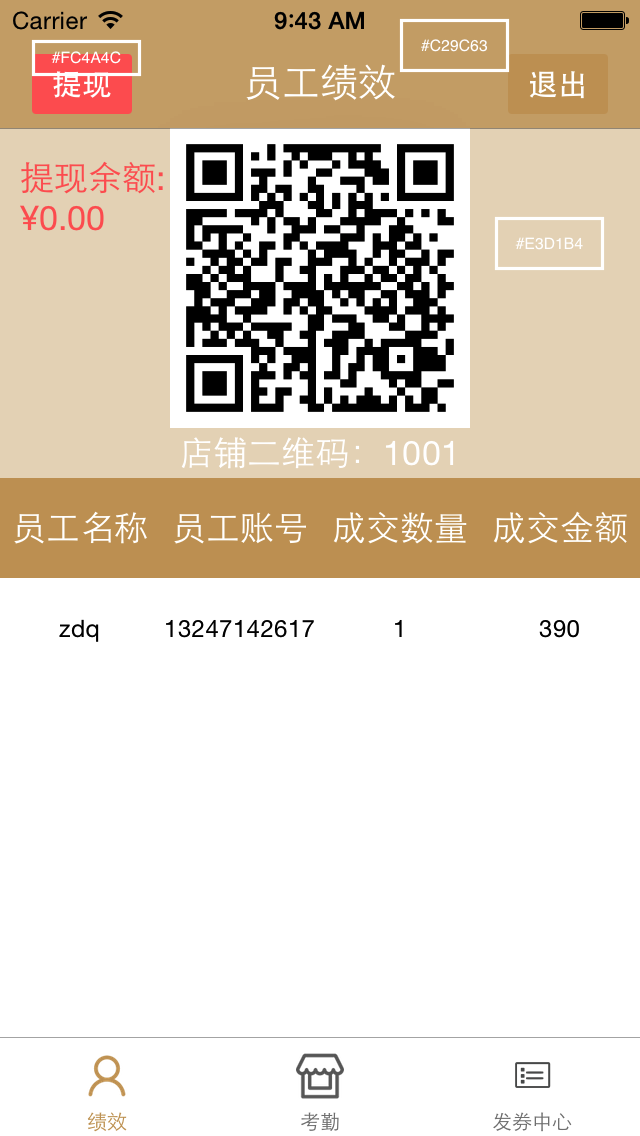 Carrier 9:43 AM
#FC4A4C
#C29C63
提现 员工绩效 退出
提现余额:
¥0.00
#E3D1B4
店铺二维码：1001
员工名称 员工账号 成交数量 成交金额
zdq 13247142617 1 390
绩效 考勤 发券中心